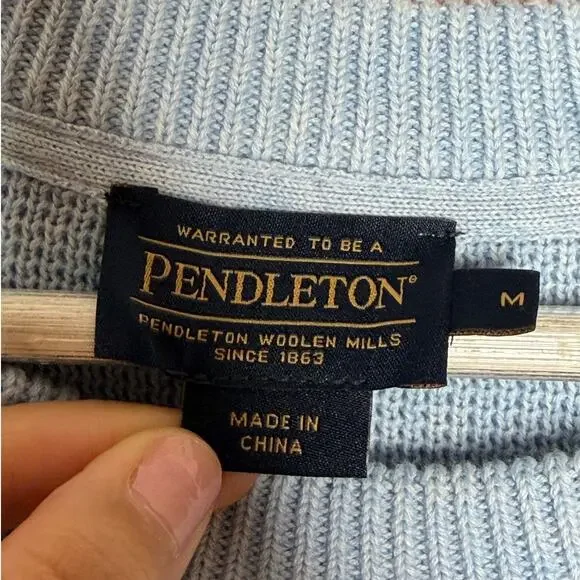 WARRANTED TO BE A
PENDLETON®
PENDLETON WOOLEN MILLS
SINCE 1863
M
MADE IN
CHINA